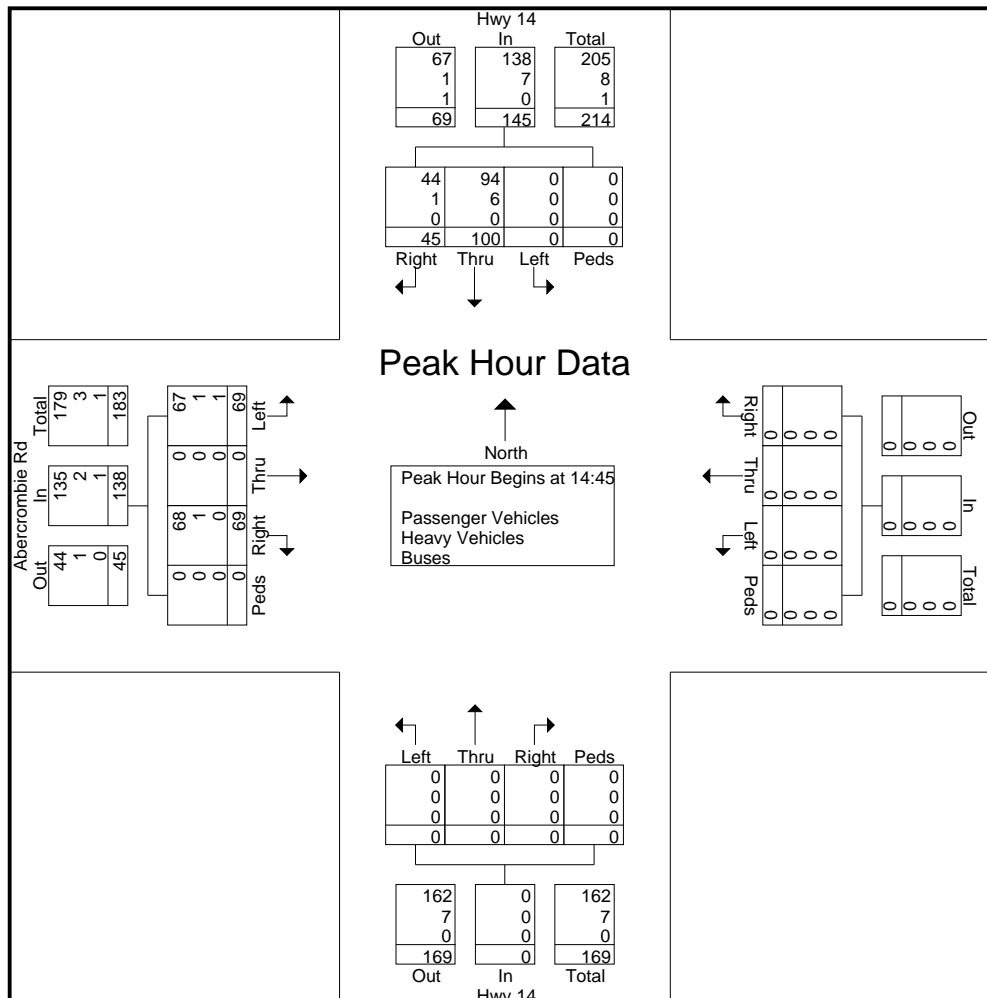 Hwy 14
Out In Total
67 138 205
1 7 8
1 0 1
69 145 214
44 94 0 0
1 6 0 0
0 0 0 0
45 100 0 0
Right Thru Left Peds
Peak Hour Data
Abercrombie Rd
Total In Out
179 135 44
3 2 1
1 1 0
183 138 45
67 0 68 0
1 0 1 0
1 0 0 0
69 0 69 0
Left Thru Right Peds
North
Peak Hour Begins at 14:45
Passenger Vehicles
Heavy Vehicles
Buses
Right Thru Left Peds
0 0 0 0
0 0 0 0
0 0 0 0
0 0 0 0
Out In Total
0 0 0
0 0 0
0 0 0
0 0 0
Left Thru Right Peds
0 0 0 0
0 0 0 0
0 0 0 0
0 0 0 0
162 0 162
7 0 7
0 0 0
169 0 169
Out In Total
Hwy 14